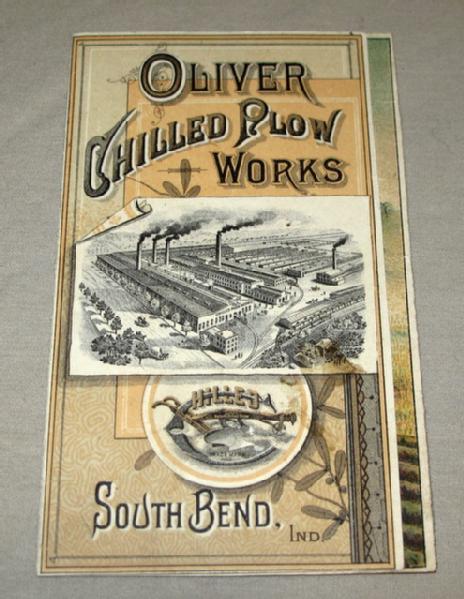 OLIVER
CHILLED PLOW
WORKS
CHILLED
SOUTH BEND,
IND.